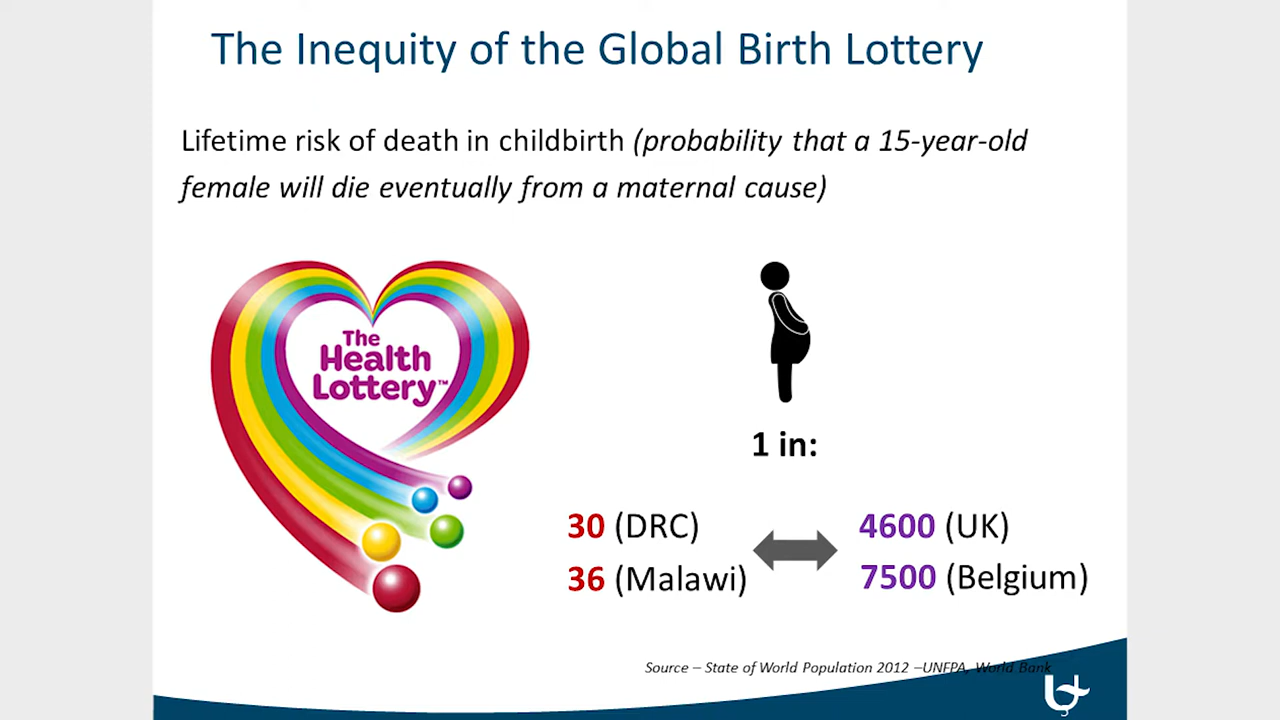 The Inequity of the Global Birth Lottery
Lifetime risk of death in childbirth (probability that a 15-year-old
female will die eventually from a maternal cause)
The
Health
Lottery™
1 in:
30 (DRC)
4600 (UK)
36 (Malawi)
7500 (Belgium)
Source – State of World Population 2012 –UNFPA, World Bank